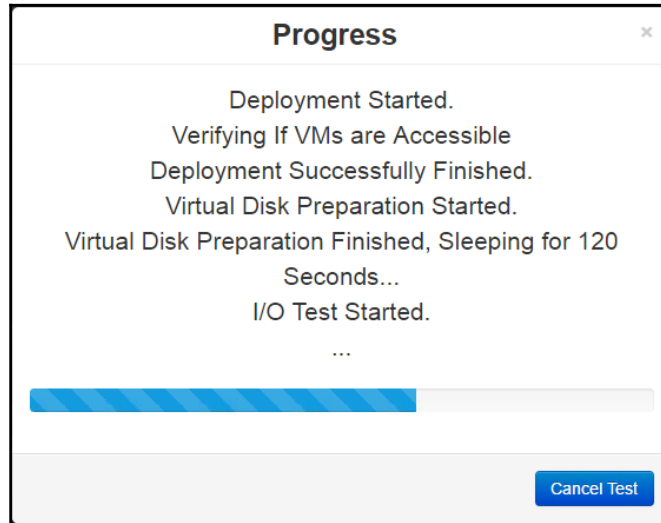 Progress
×
Deployment Started.
Verifying If VMs are Accessible
Deployment Successfully Finished.
Virtual Disk Preparation Started.
Virtual Disk Preparation Finished, Sleeping for 120
Seconds...
I/O Test Started.
...
Cancel Test